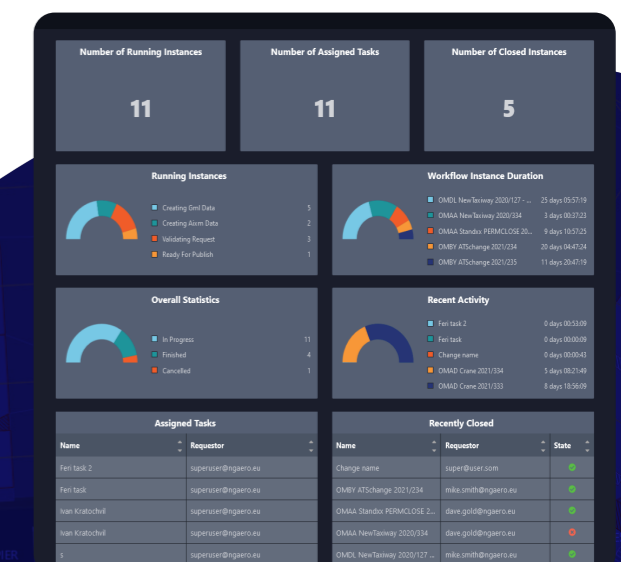 Number of Running Instances
11
Number of Assigned Tasks
11
Number of Closed Instances
5
Running Instances
Creating Gml Data 5
Creating Aixm Data 2
Validating Request 3
Ready For Publish 1
Workflow Instance Duration
OMDL NewTaxiway 2020/127 - ... 25 days 05:57:19
OMAA NewTaxiway 2020/334 3 days 00:37:23
OMAA Standxx PERMCLOSE 20... 9 days 10:57:25
OMBY ATSchange 2021/234 20 days 04:47:24
OMBY ATSchange 2021/235 11 days 20:47:19
Overall Statistics
In Progress 11
Finished 4
Cancelled 1
Recent Activity
Feri task 2 0 days 00:53:09
Feri task 0 days 00:00:09
Change name 0 days 00:00:43
OMAD Crane 2021/334 5 days 08:21:49
OMAD Crane 2021/333 8 days 18:56:09
Assigned Tasks
Name Requestor
Feri task 2 superuser@ngaero.eu
Feri task superuser@ngaero.eu
Ivan Kratochvil superuser@ngaero.eu
Ivan Kratochvil superuser@ngaero.eu
s superuser@ngaero.eu
Recently Closed
Name Requestor State
Change name super@user.som
OMBY ATSchange 2021/234 mike.smith@ngaero.eu
OMAA Standxx PERMCLOSE 2... dave.gold@ngaero.eu
OMAA NewTaxiway 2020/334 dave.gold@ngaero.eu
OMDL NewTaxiway 2020/127 ... mike.smith@ngaero.eu